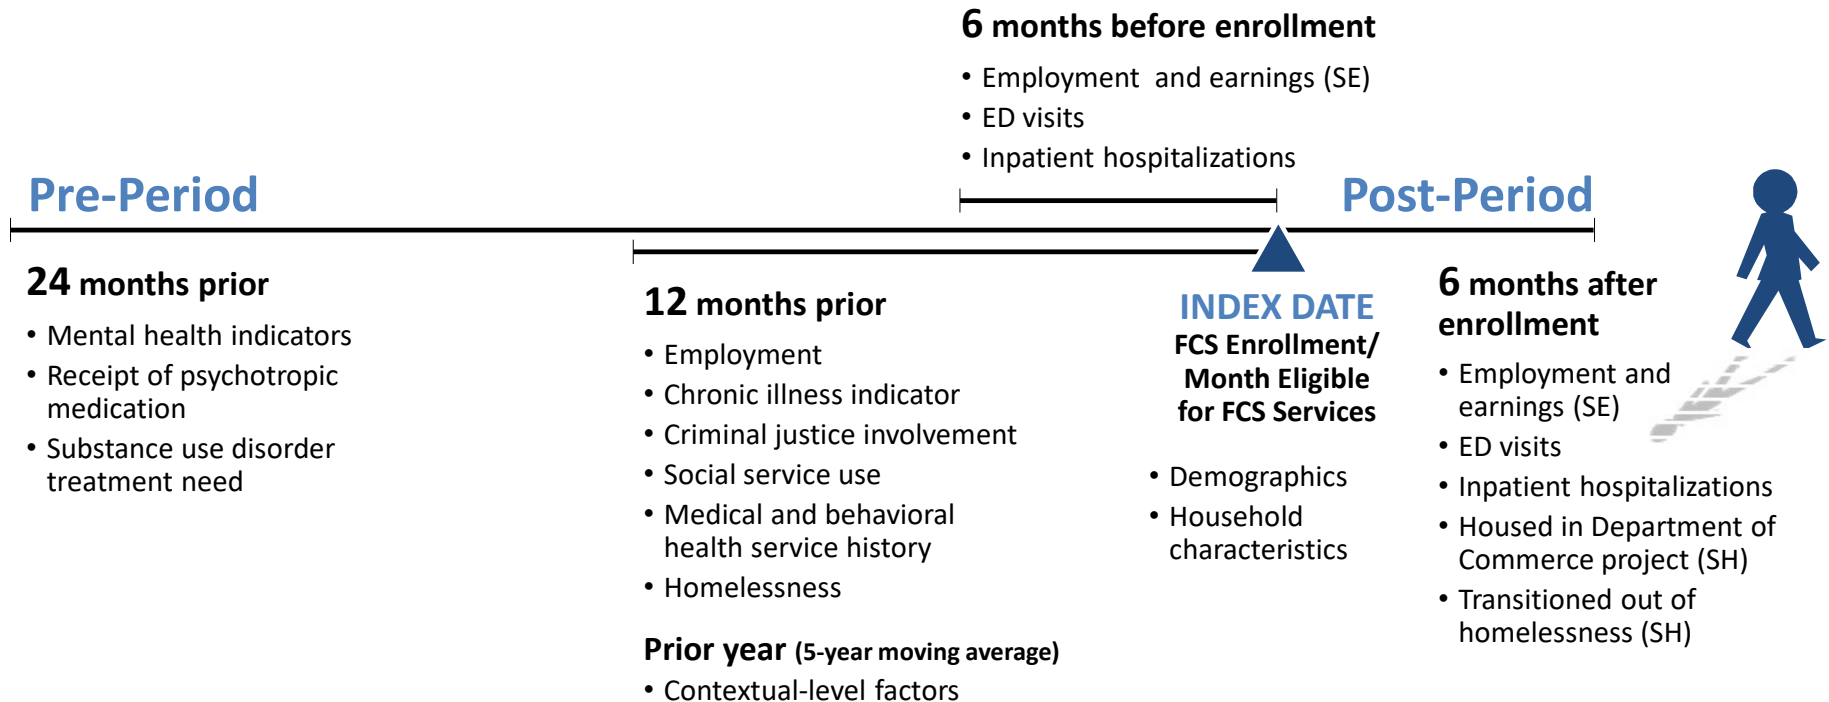 6 months before enrollment
• Employment  and earnings (SE)
• ED visits
• Inpatient hospitalizations
Pre-Period
Post-Period
24 months prior
• Mental health indicators
• Receipt of psychotropic
medication
• Substance use disorder
treatment need
12 months prior
• Employment
• Chronic illness indicator
• Criminal justice involvement
• Social service use
• Medical and behavioral
health service history
• Homelessness
Prior year (5-year moving average)
• Contextual-level factors
INDEX DATE
FCS Enrollment/
Month Eligible
for FCS Services
• Demographics
• Household
characteristics
6 months after
enrollment
• Employment and
earnings (SE)
• ED visits
• Inpatient hospitalizations
• Housed in Department of
Commerce project (SH)
• Transitioned out of
homelessness (SH)